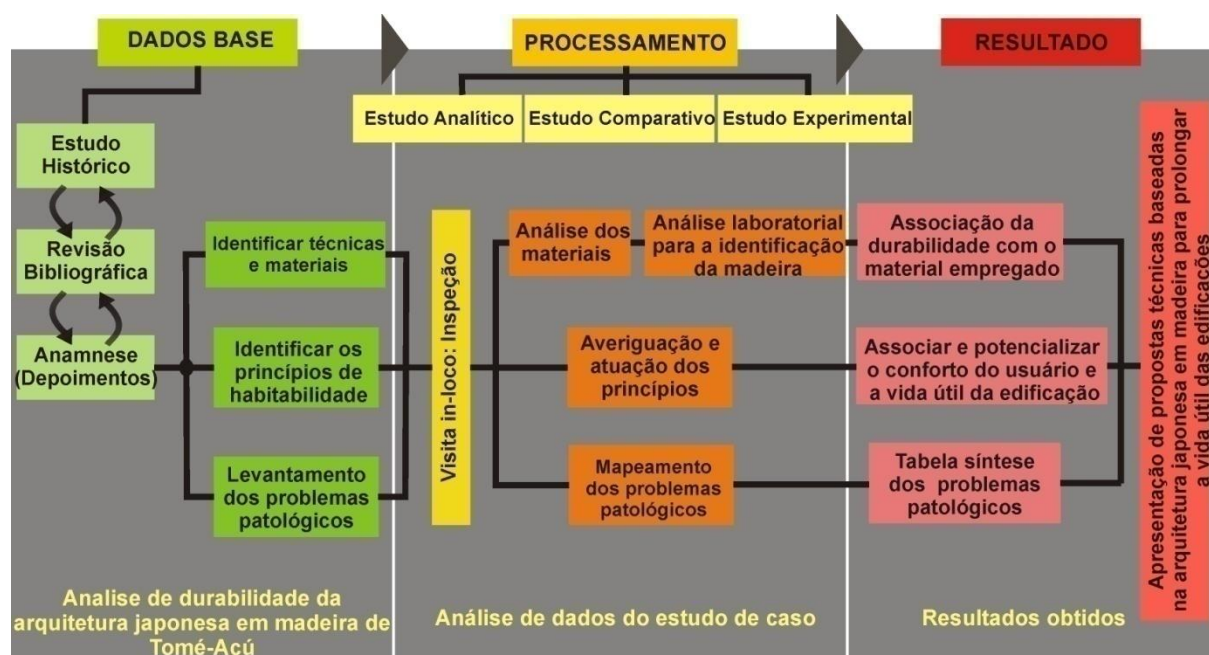 DADOS BASE
PROCESSAMENTO
RESULTADO
Estudo Analítico
Estudo Comparativo
Estudo Experimental
Estudo
Histórico
Revisão
Bibliográfica
Anamnese
(Depoimentos)
Identificar técnicas
e materiais
Identificar os
princípios de
habitabilidade
Levantamento
dos problemas
patológicos
Visita in-loco: Inspeção
Análise dos
materiais
Análise laboratorial
para a identificação
da madeira
Averiguação e
atuação dos
princípios
Mapeamento
dos problemas
patológicos
Associação da
durabilidade com o
material empregado
Associar e potencializar
o conforto do usuário e
a vida útil da edificação
Tabela síntese
dos problemas
patológicos
Apresentação de propostas técnicas baseadas
na arquitetura japonesa em madeira para prolongar
a vida útil das edificações
Analise de durabilidade da
arquitetura japonesa em madeira de
Tomé-Açú
Análise de dados do estudo de caso
Resultados obtidos